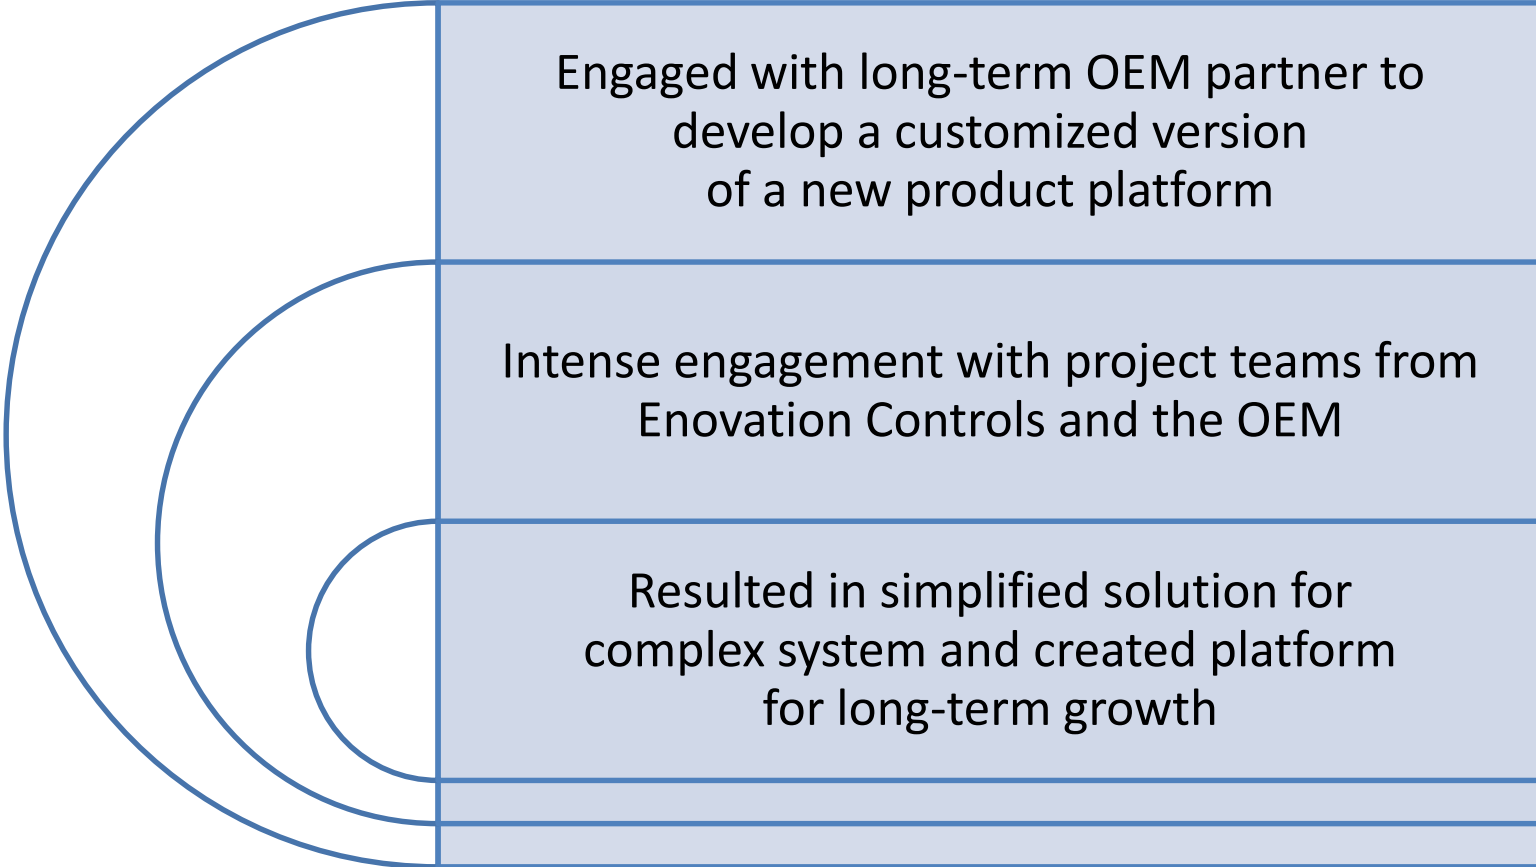 Engaged with long-term OEM partner to
develop a customized version
of a new product platform
Intense engagement with project teams from
Enovation Controls and the OEM
Resulted in simplified solution for
complex system and created platform
for long-term growth